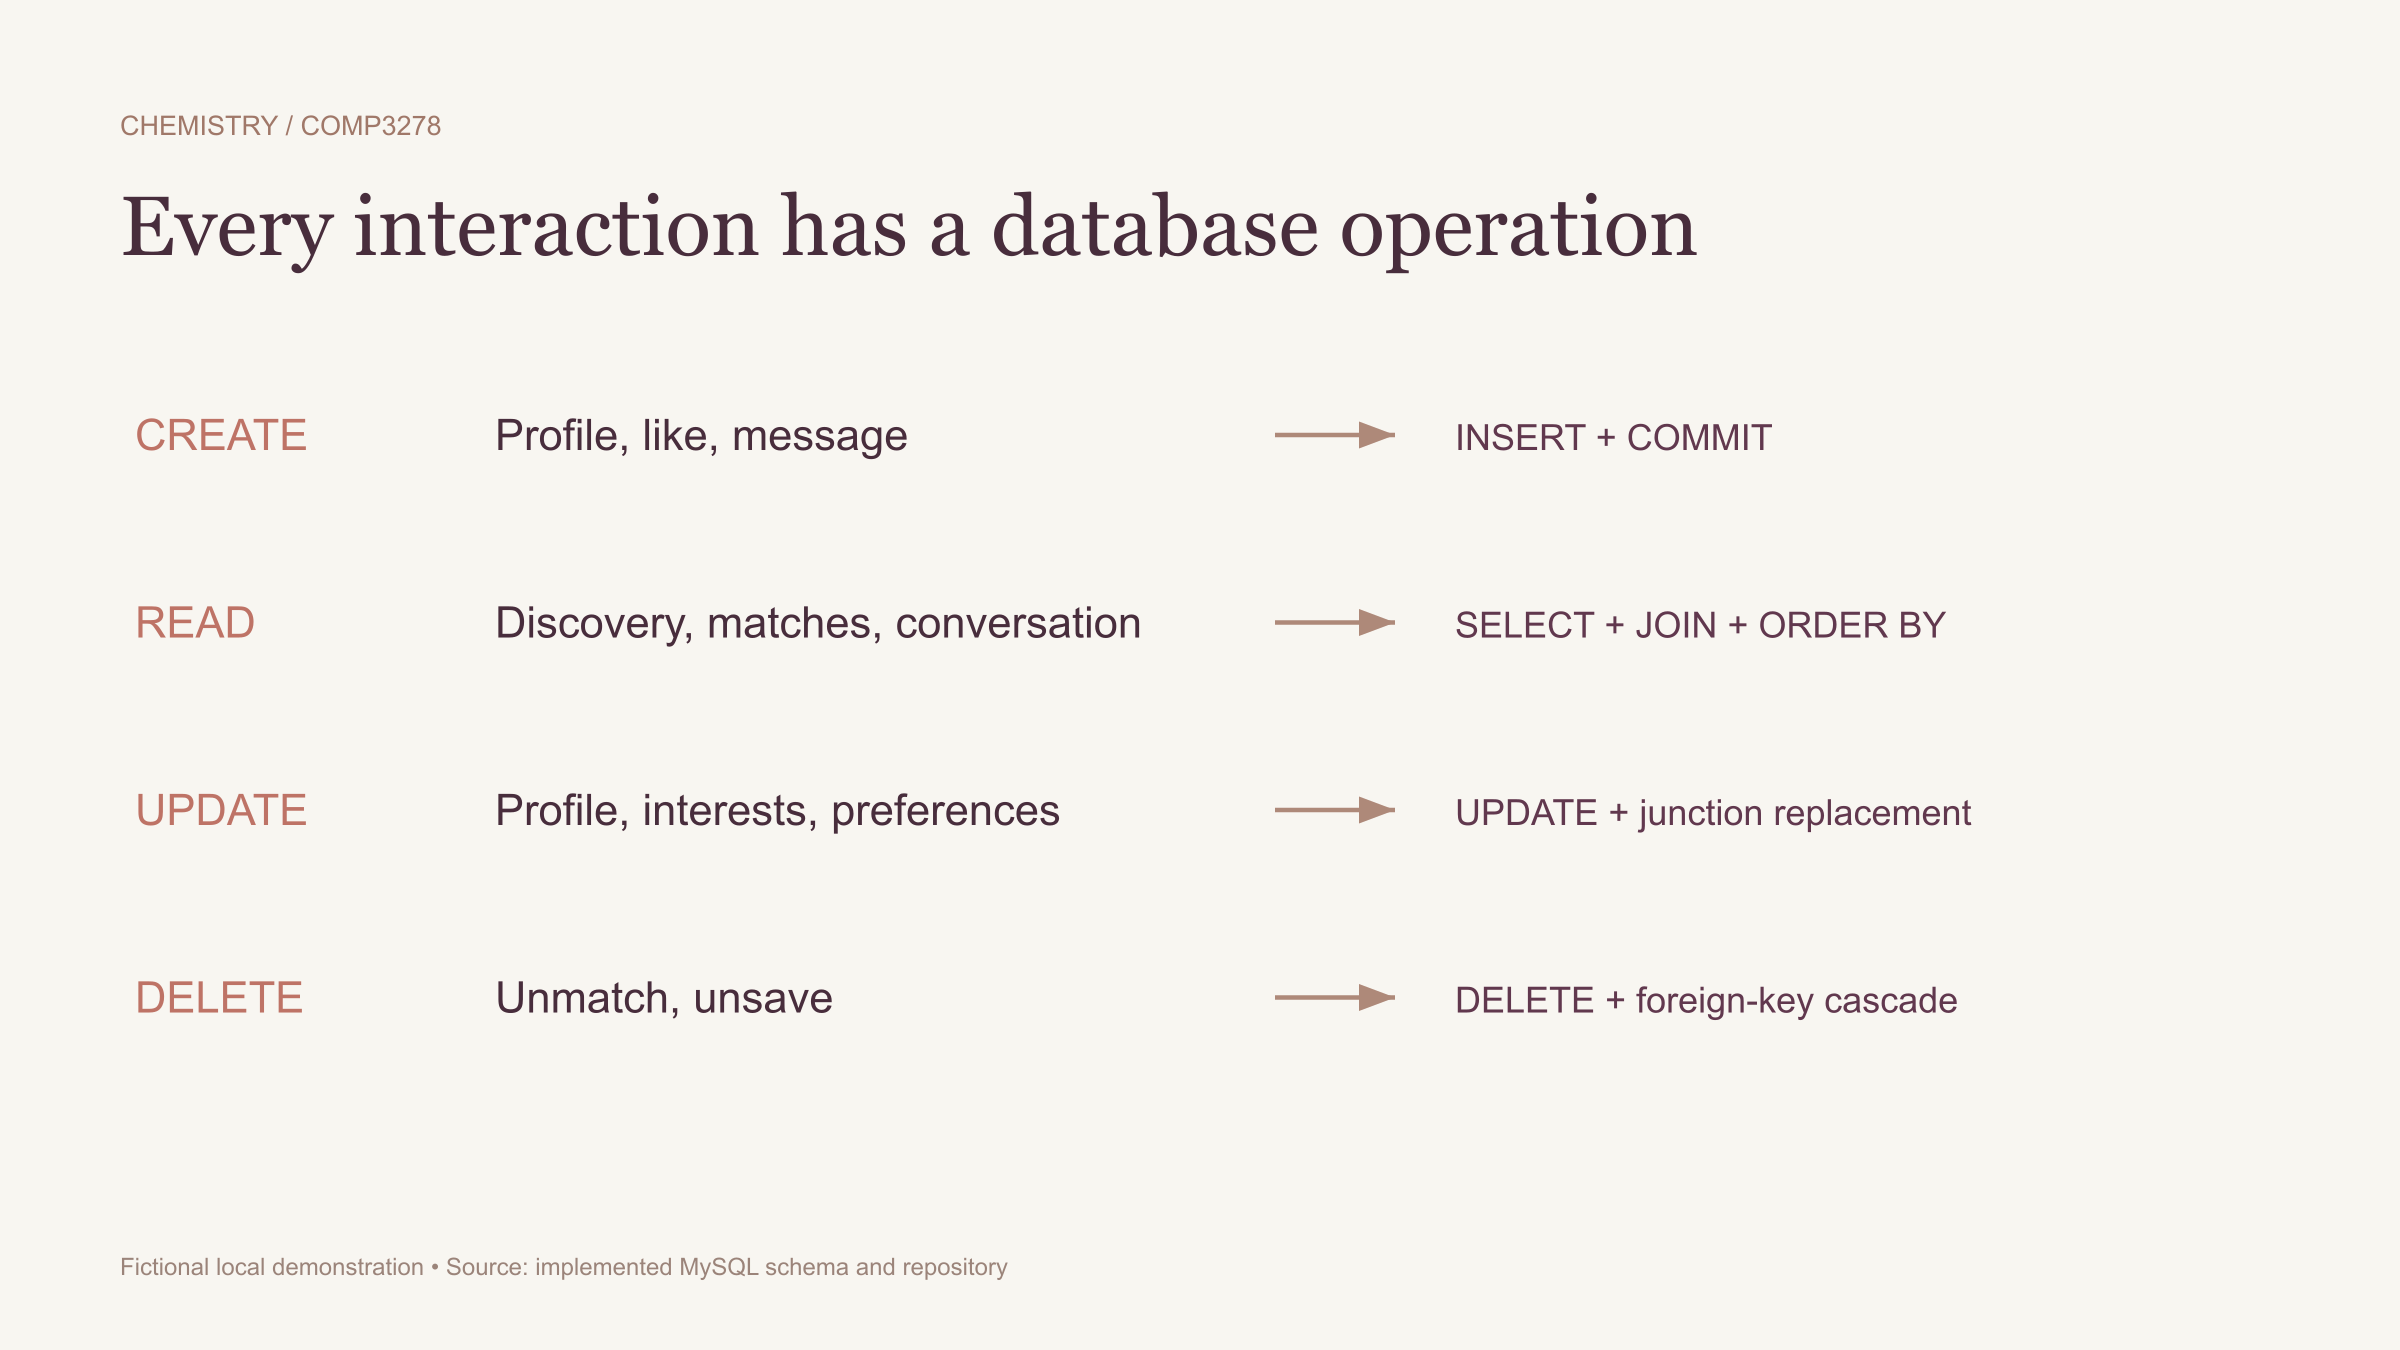 CHEMISTRY / COMP3278
Every interaction has a database operation
CREATE Profile, like, message INSERT + COMMIT
READ Discovery, matches, conversation SELECT + JOIN + ORDER BY
UPDATE Profile, interests, preferences UPDATE + junction replacement
DELETE Unmatch, unsave DELETE + foreign-key cascade
Fictional local demonstration • Source: implemented MySQL schema and repository